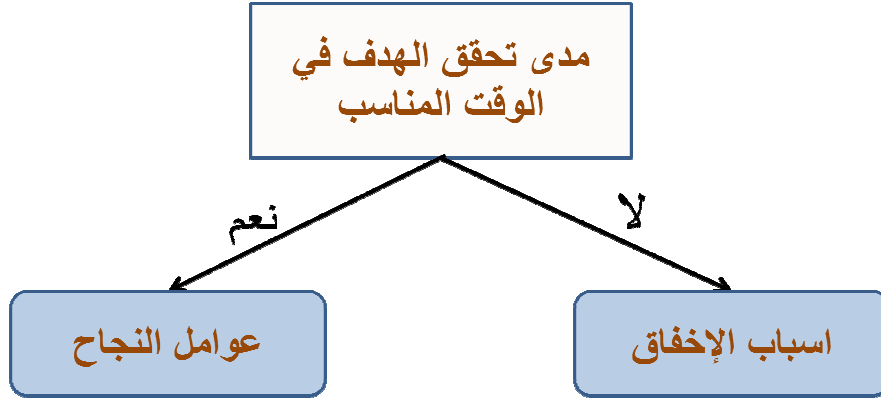 مدى تحقق الهدف في
الوقت المناسب
لا
نعم
اسباب الإخفاق
عوامل النجاح